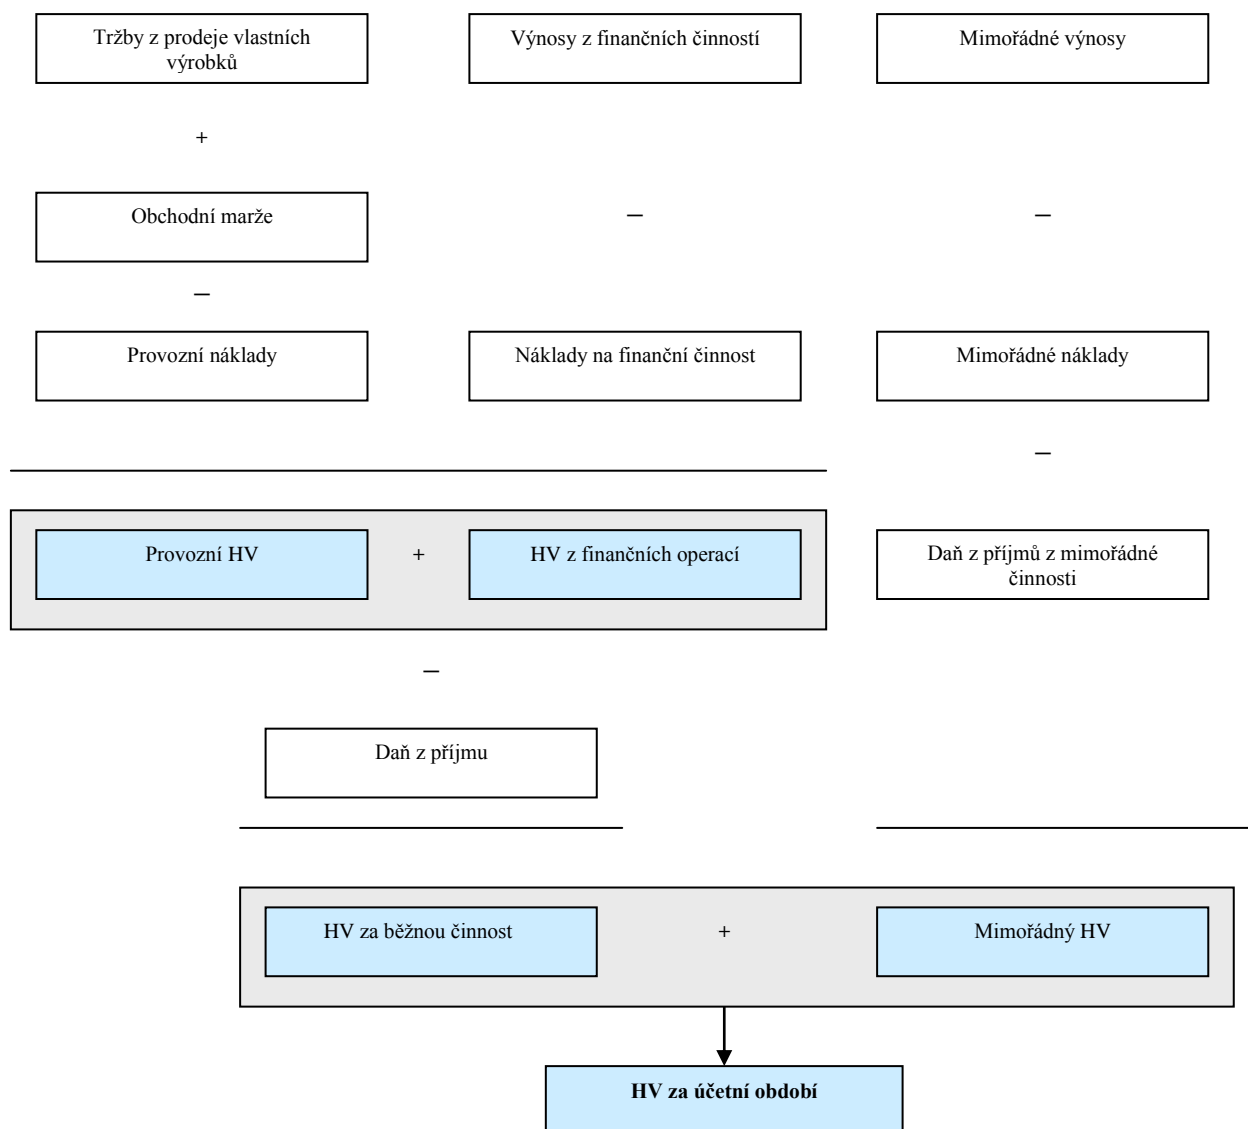 Tržby z prodeje vlastních
výrobků
Výnosy z finančních činností
Mimořádné výnosy
+
Obchodní marže
–
–
–
Provozní náklady
Náklady na finanční činnost
Mimořádné náklady
–
Provozní HV
+
HV z finančních operací
Daň z příjmů z mimořádné
činnosti
–
Daň z příjmu
HV za běžnou činnost
+
Mimořádný HV
HV za účetní období